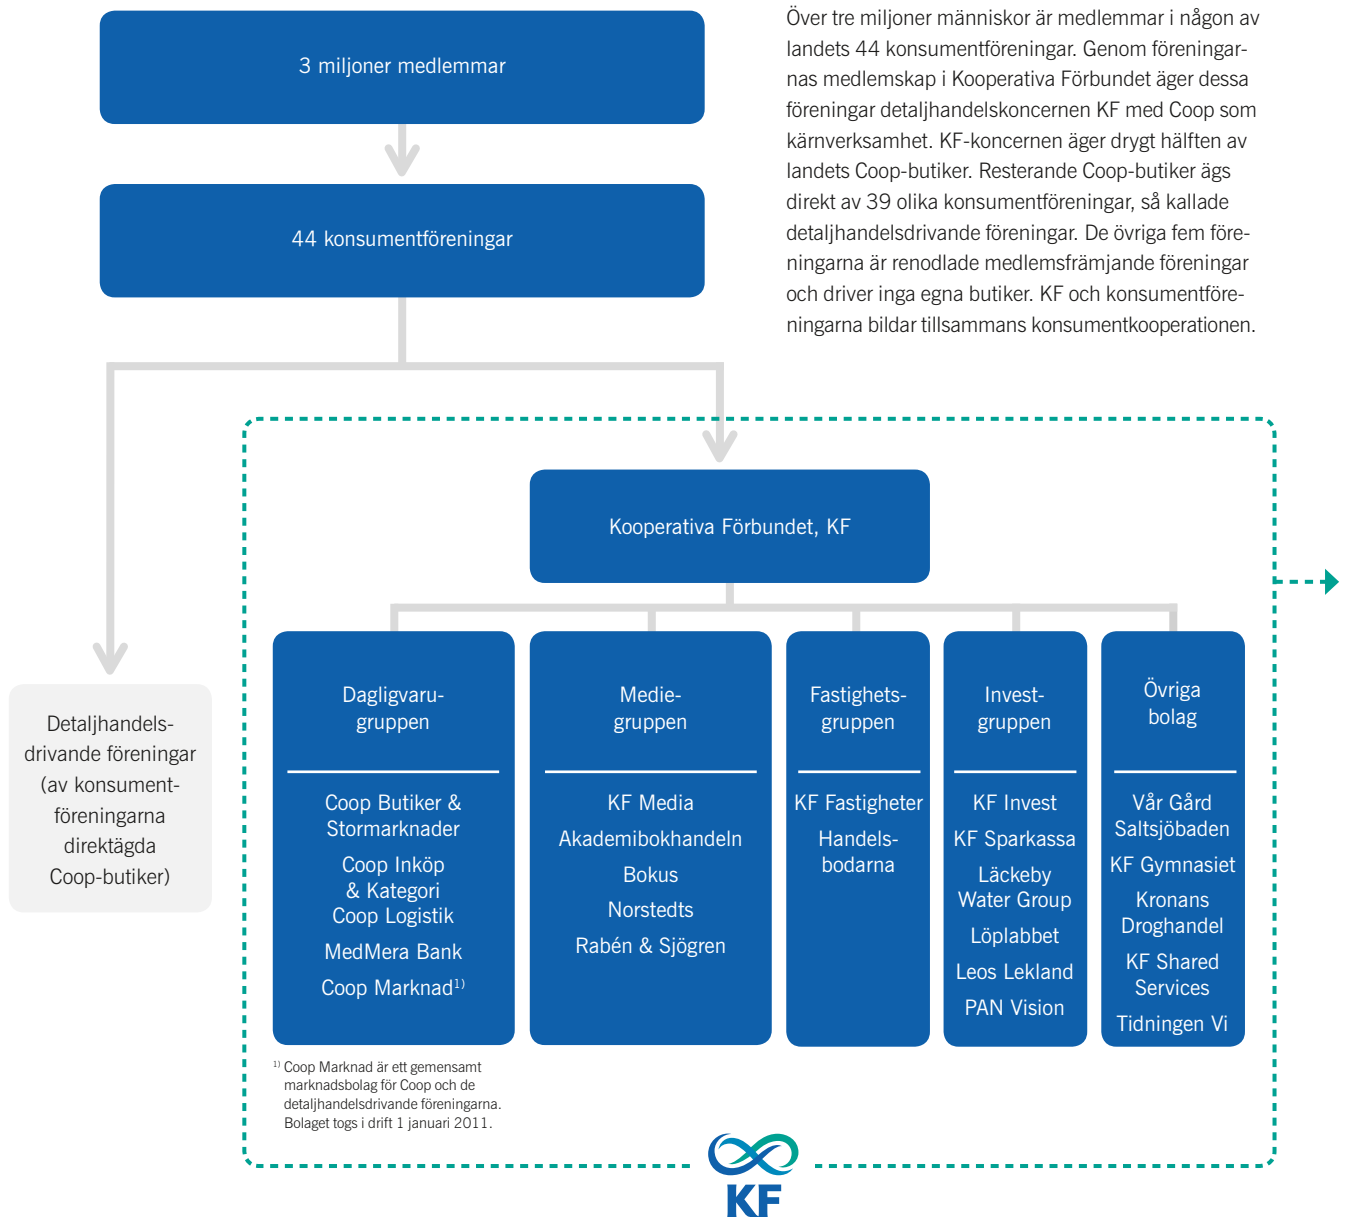 3 miljoner medlemmar
44 konsumentföreningar
Över tre miljoner människor är medlemmar i någon av
landets 44 konsumentföreningar. Genom föreningar-
nas medlemskap i Kooperativa Förbundet äger dessa
föreningar detaljhandelskoncernen KF med Coop som
kärnverksamhet. KF-koncernen äger drygt hälften av
landets Coop-butiker. Resterande Coop-butiker ägs
direkt av 39 olika konsumentföreningar, så kallade
detaljhandelsdrivande föreningar. De övriga fem före-
ningarna är renodlade medlemsfrämjande föreningar
och driver inga egna butiker. KF och konsumentföre-
ningarna bildar tillsammans konsumentkooperationen.
Detaljhandels-
drivande föreningar
(av konsument-
föreningarna
direktägda
Coop-butiker)
Kooperativa Förbundet, KF
Dagligvaru-
gruppen
Coop Butiker &
Stormarknader
Coop Inköp
& Kategori
Coop Logistik
MedMera Bank
Coop Marknad1)
Medie-
gruppen
KF Media
Akademibokhandeln
Bokus
Norstedts
Rabén & Sjögren
Fastighets-
gruppen
KF Fastigheter
Handels-
bodarna
Invest-
gruppen
KF Invest
KF Sparkassa
Läckeby
Water Group
Löplabbet
Leos Lekland
PAN Vision
Övriga
bolag
Vår Gård
Saltsjöbaden
KF Gymnasiet
Kronans
Droghandel
KF Shared
Services
Tidningen Vi
1) Coop Marknad är ett gemensamt
marknadsbolag för Coop och de
detaljhandelsdrivande föreningarna.
Bolaget togs i drift 1 januari 2011.
KF